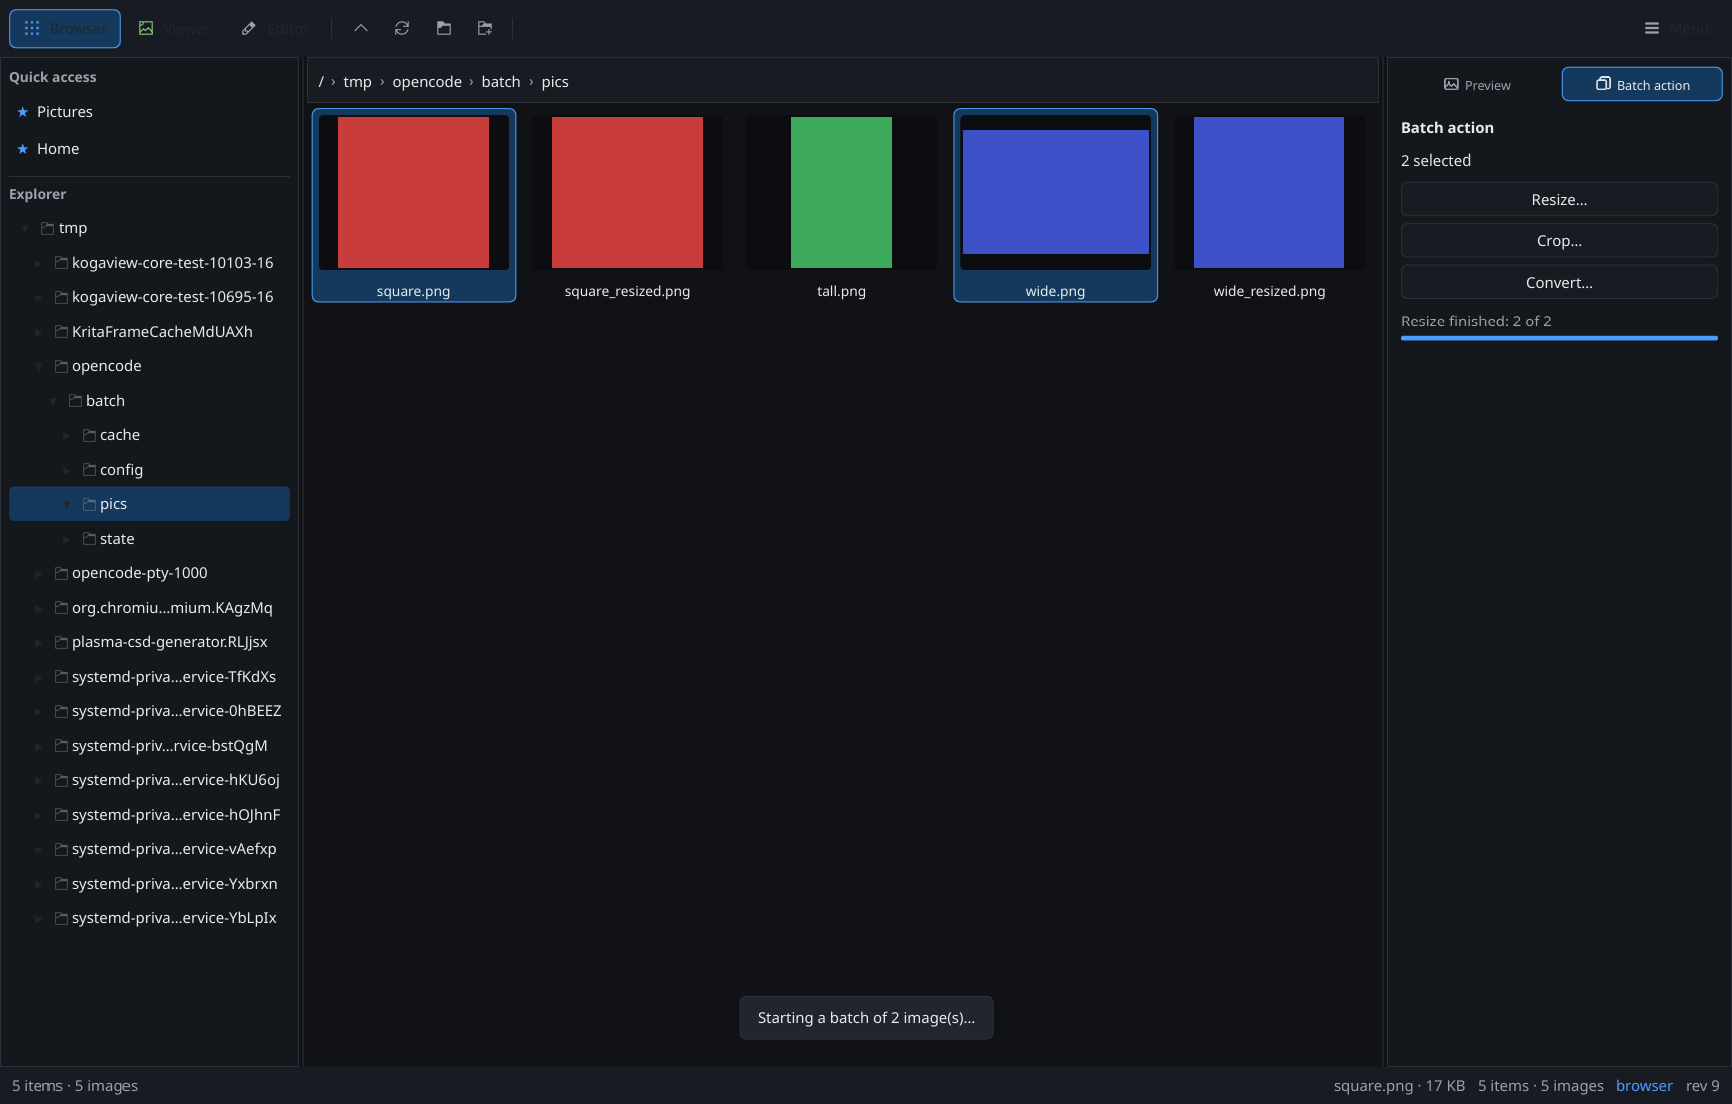 Browser
Viewer
Editor
Menu
Quick access
Pictures
Home
Explorer
tmp
kogaview-core-test-10103-16
kogaview-core-test-10695-16
KritaFrameCacheMdUAXh
opencode
batch
cache
config
pics
state
opencode-pty-1000
org.chromiu...mium.KAgzMq
plasma-csd-generator.RLJjsx
systemd-priva...ervice-TfKdXs
systemd-priva...ervice-0hBEEZ
systemd-priv...rvice-bstQgM
systemd-priva...ervice-hKU6oj
systemd-priva...ervice-hOJhnF
systemd-priva...ervice-vAefxp
systemd-priva...ervice-Yxbrxn
systemd-priva...ervice-YbLpIx
/ › tmp › opencode › batch › pics
square.png
square_resized.png
tall.png
wide.png
wide_resized.png
Starting a batch of 2 image(s)...
Preview
Batch action
Batch action
2 selected
Resize...
Crop...
Convert...
Resize finished: 2 of 2
5 items · 5 images
square.png · 17 KB 5 items · 5 images browser rev 9